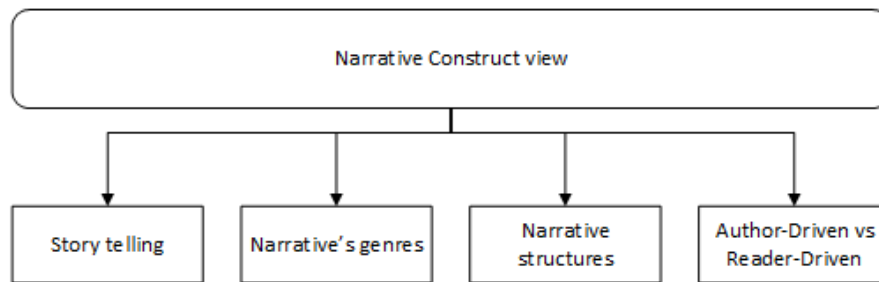 Narrative Construct view
Story telling
Narrative’s genres
Narrative
structures
Author-Driven vs
Reader-Driven